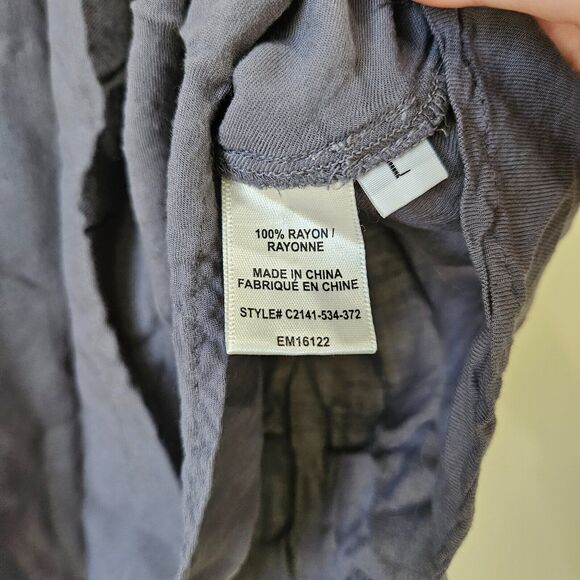 L
100% RAYON /
RAYONNE
MADE IN CHINA
FABRIQUÉ EN CHINE
STYLE# C2141-534-372
EM16122